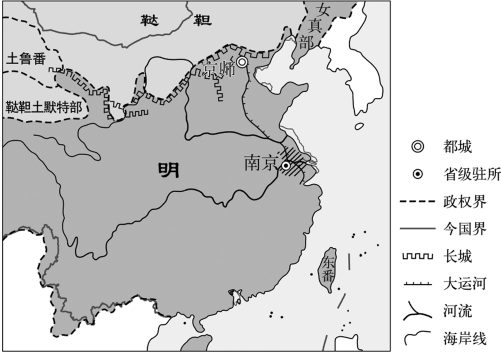 鞑 靼
女真部
土鲁番
京师
鞑靼土默特部
明
南京
东番
都城
省级驻所
政权界
今国界
长城
大运河
河流
海岸线